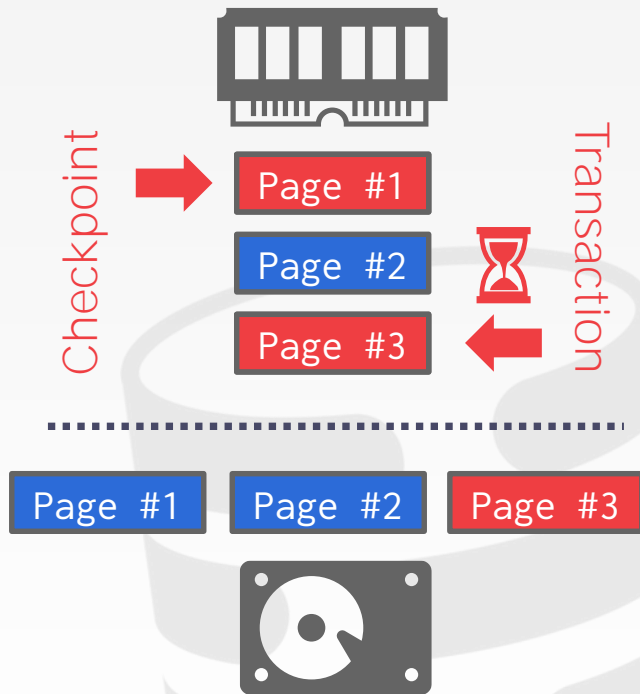 Checkpoint
Page #1
Page #2
Page #3
Transaction
Page #1
Page #2
Page #3